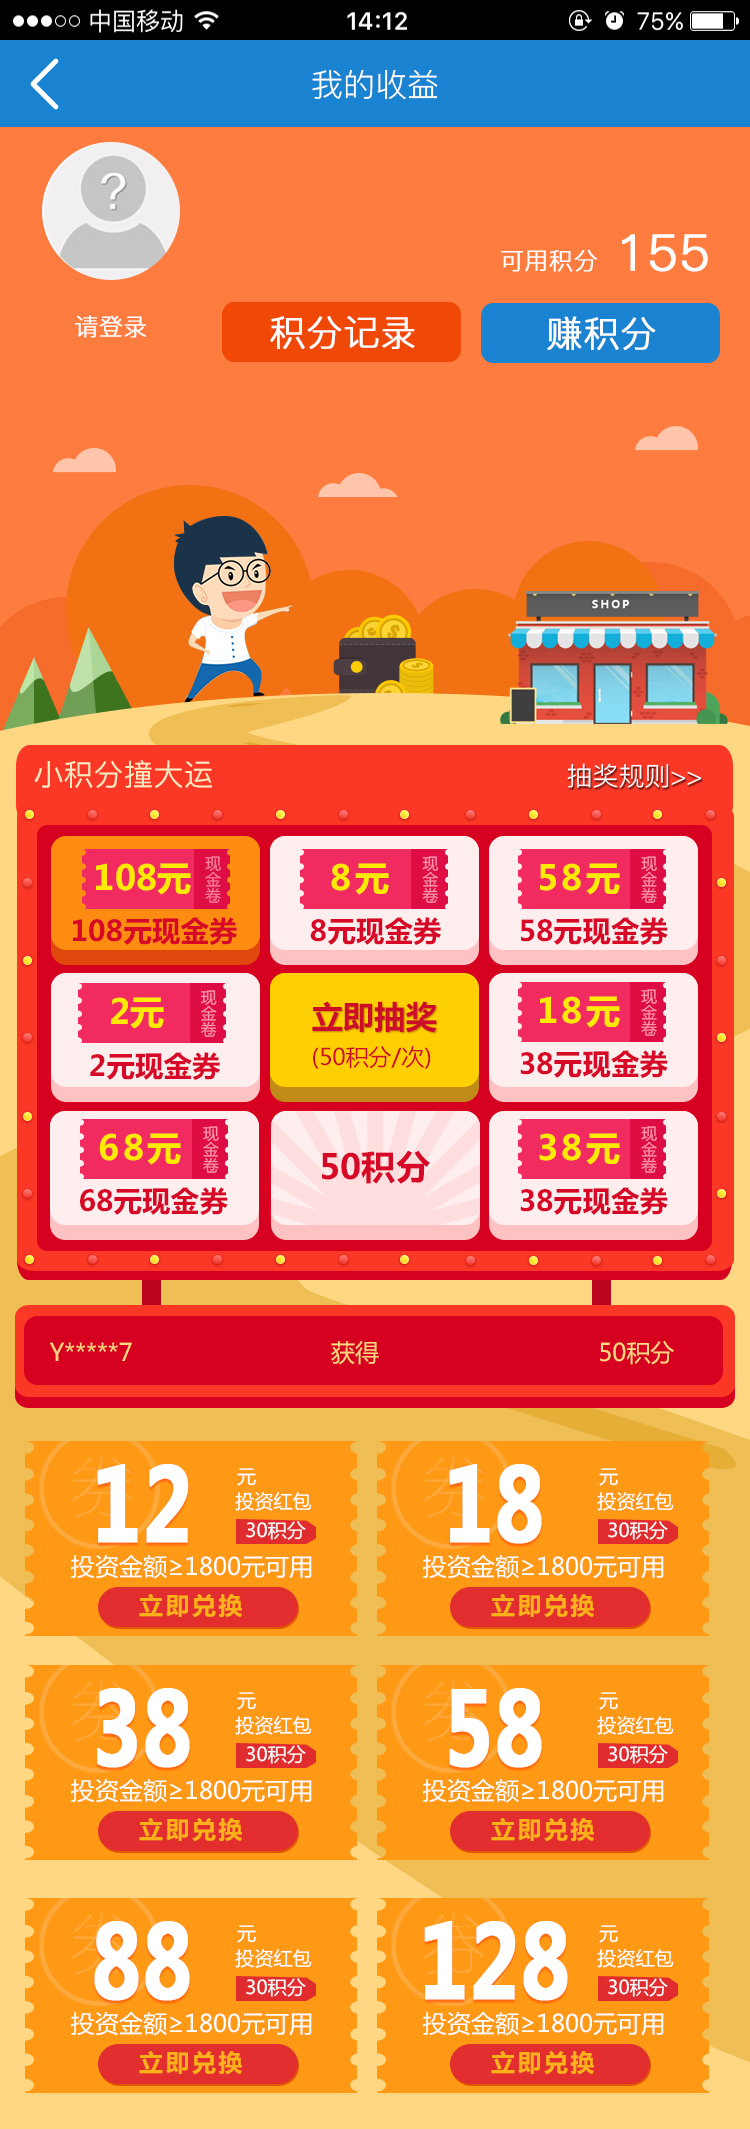 中国移动 14:12 75%
我的收益
?
可用积分 155
请登录 积分记录 赚积分
SHOP
小积分撞大运 抽奖规则>>
108元 现金卷 8元 现金卷 58元 现金卷
108元现金券 8元现金券 58元现金券
2元 现金卷 立即抽奖 18元 现金卷
2元现金券 (50积分/次) 38元现金券
68元 现金卷 50积分 38元 现金卷
68元现金券 38元现金券
Y*****7 获得 50积分
券 12 元 券 18 元
投资红包 投资红包
30积分 30积分
投资金额≥1800元可用 投资金额≥1800元可用
立即兑换 立即兑换
券 38 元 券 58 元
投资红包 投资红包
30积分 30积分
投资金额≥1800元可用 投资金额≥1800元可用
立即兑换 立即兑换
券 88 元 券 128 元
投资红包 投资红包
30积分 30积分
投资金额≥1800元可用 投资金额≥1800元可用
立即兑换 立即兑换